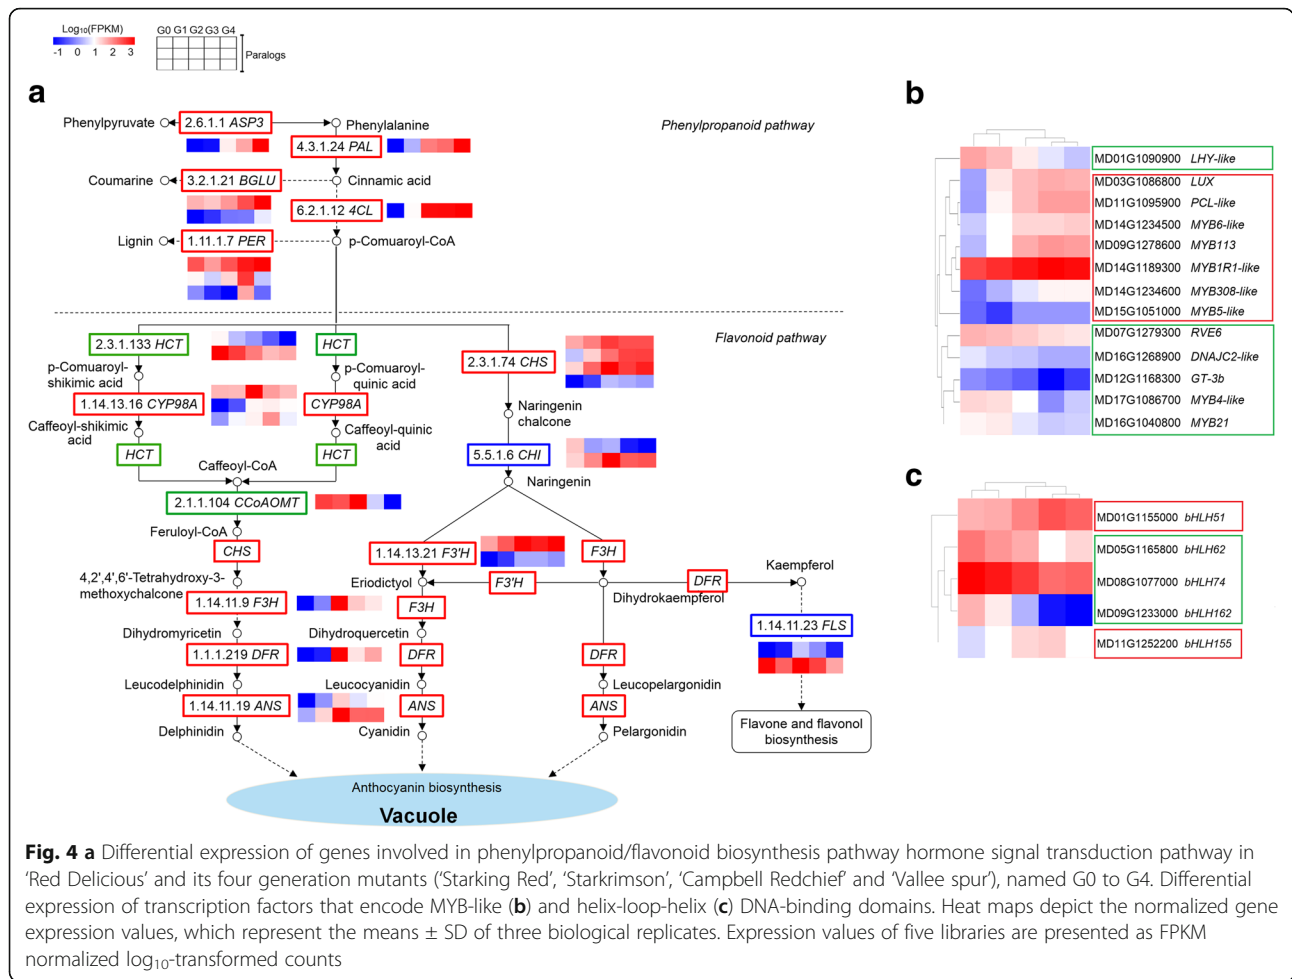 Log10(FPKM)
-1 0 1 2 3
G0 G1 G2 G3 G4
Paralogs
a
Phenylpropanoid pathway
Phenylpyruvate
2.6.1.1 ASP3
Phenylalanine
4.3.1.24 PAL
Coumarine
3.2.1.21 BGLU
Cinnamic acid
6.2.1.12 4CL
Lignin
1.11.1.7 PER
p-Comuaroyl-CoA
Flavonoid pathway
2.3.1.133 HCT
HCT
2.3.1.74 CHS
p-Comuaroyl-
shikimic acid
p-Comuaroyl-
quinic acid
1.14.13.16 CYP98A
CYP98A
Naringenin
chalcone
Caffeoyl-shikimic
acid
Caffeoyl-quinic
acid
HCT
HCT
5.5.1.6 CHI
Caffeoyl-CoA
Naringenin
2.1.1.104 CCoAOMT
Feruloyl-CoA
CHS
1.14.13.21 F3'H
F3H
4,2',4',6'-Tetrahydroxy-3-
methoxychalcone
Eriodictyol
F3'H
DFR
Kaempferol
Dihydrokaempferol
1.14.11.9 F3H
F3H
1.14.11.23 FLS
Dihydromyricetin
Dihydroquercetin
1.1.1.219 DFR
DFR
DFR
Leucodelphinidin
Leucocyanidin
Leucopelargonidin
1.14.11.19 ANS
ANS
ANS
Delphinidin
Cyanidin
Pelargonidin
Flavone and flavonol
biosynthesis
Anthocyanin biosynthesis
Vacuole
b
MD01G1090900 LHY-like
MD03G1086800 LUX
MD11G1095900 PCL-like
MD14G1234500 MYB6-like
MD09G1278600 MYB113
MD14G1189300 MYB1R1-like
MD14G1234600 MYB308-like
MD15G1051000 MYB5-like
MD07G1279300 RVE6
MD16G1268900 DNAJC2-like
MD12G1168300 GT-3b
MD17G1086700 MYB4-like
MD16G1040800 MYB21
c
MD01G1155000 bHLH51
MD05G1165800 bHLH62
MD08G1077000 bHLH74
MD09G1233000 bHLH162
MD11G1252200 bHLH155
Fig. 4 a Differential expression of genes involved in phenylpropanoid/flavonoid biosynthesis pathway hormone signal transduction pathway in
'Red Delicious' and its four generation mutants ('Starking Red', 'Starkrimson', 'Campbell Redchief' and 'Vallee spur'), named G0 to G4. Differential
expression of transcription factors that encode MYB-like (b) and helix-loop-helix (c) DNA-binding domains. Heat maps depict the normalized gene
expression values, which represent the means ± SD of three biological replicates. Expression values of five libraries are presented as FPKM
normalized log10-transformed counts